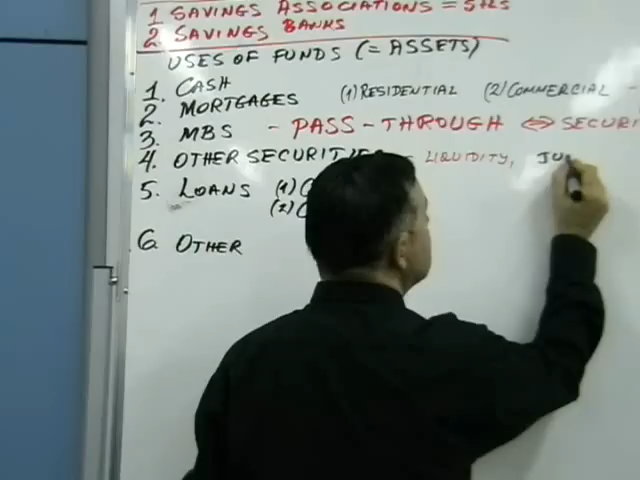 1 SAVINGS ASSOCIATIONS = S&LS
2. SAVINGS BANKS
USES OF FUNDS (= ASSETS)
1. CASH
2. MORTGAGES (1) RESIDENTIAL (2) COMMERCIAL -
3. MBS - PASS-THROUGH ⇔ SECURI
4. OTHER SECURITIES - LIQUIDITY, JU
5. LOANS (1) C
(2) C
6. OTHER